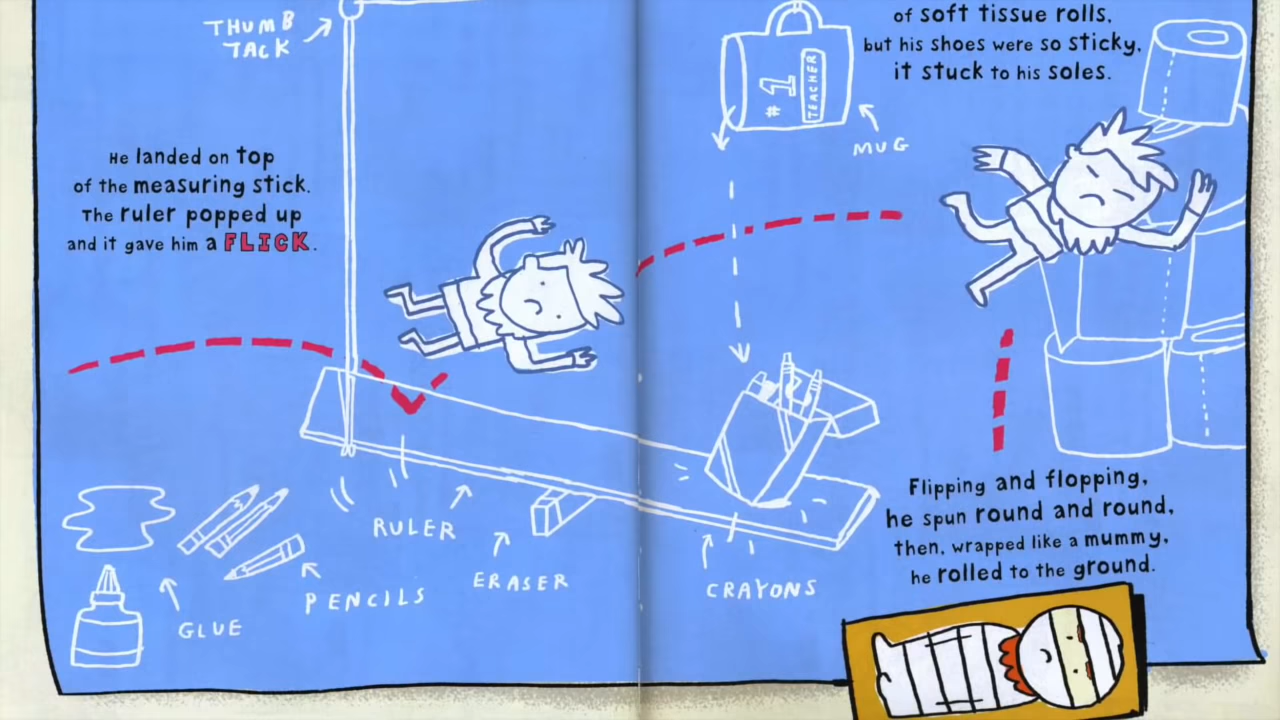 THUMB
TACK
He landed on top
of the measuring stick.
The ruler popped up
and it gave him a FLICK.
RULER
ERASER
PENCILS
GLUE
#1
TEACHER
MUG
of soft tissue rolls,
but his shoes were so sticky,
it stuck to his soles.
CRAYONS
Flipping and flopping,
he spun round and round,
then, wrapped like a mummy,
he rolled to the ground.